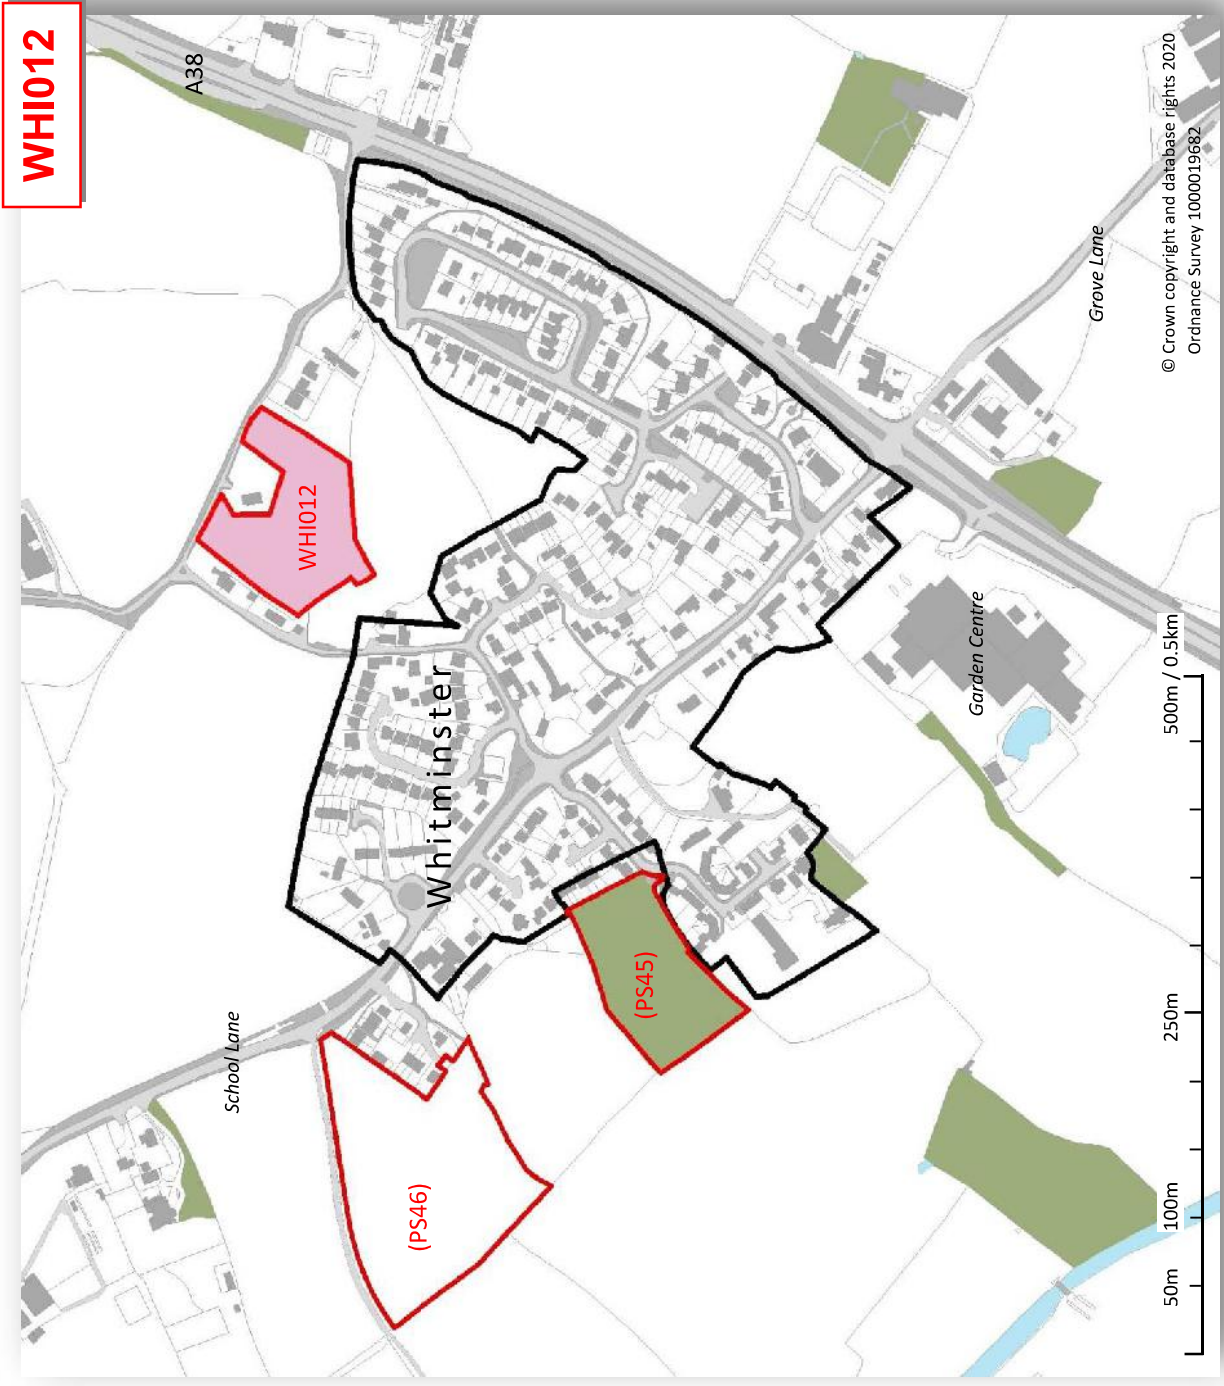 WHI012
A38
© Crown copyright and database rights 2020
Ordnance Survey 1000019682
Grove Lane
WHI012
Garden Centre
Whitminster
(PS45)
School Lane
(PS46)
50m
100m
250m
500m / 0.5km